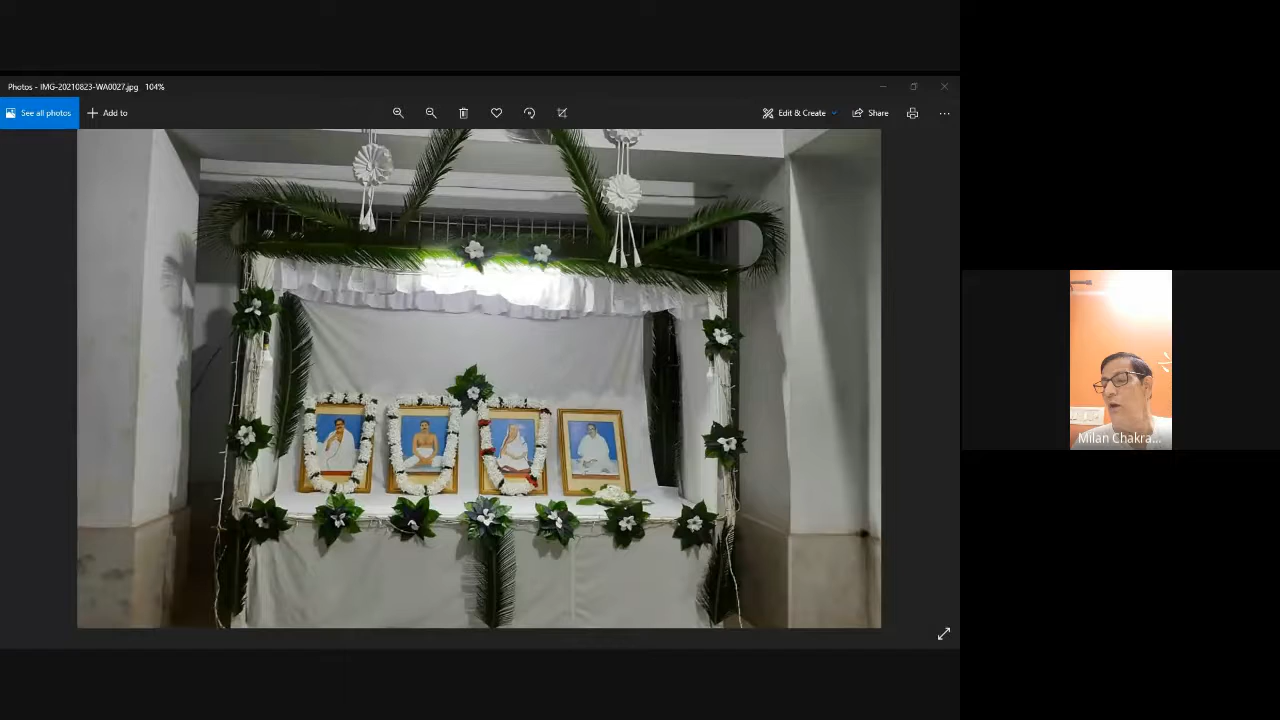 Photos - IMG-20210823-WA0027.jpg 104%
See all photos
Add to
Edit & Create
Share
Milan Chakra...